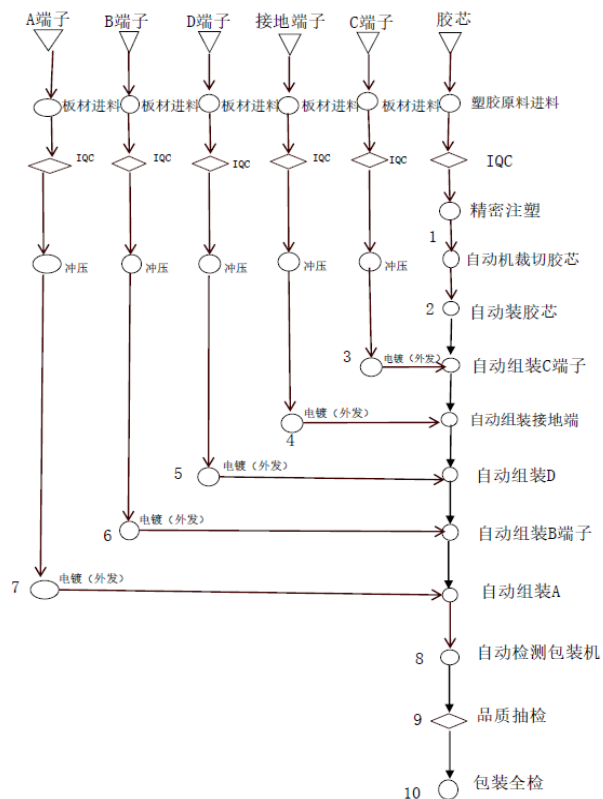 A端子 B端子 D端子 接地端子 C端子 胶芯
板材进料 板材进料 板材进料 板材进料 板材进料 塑胶原料进料
IQC IQC IQC IQC IQC IQC
精密注塑
1
冲压 冲压 冲压 冲压 冲压 自动机裁切胶芯
2 自动装胶芯
3 电镀（外发） 自动组装C端子
4 电镀（外发） 自动组装接地端
5 电镀（外发） 自动组装D
6 电镀（外发） 自动组装B端子
7 电镀（外发） 自动组装A
8 自动检测包装机
9 品质抽检
10 包装全检